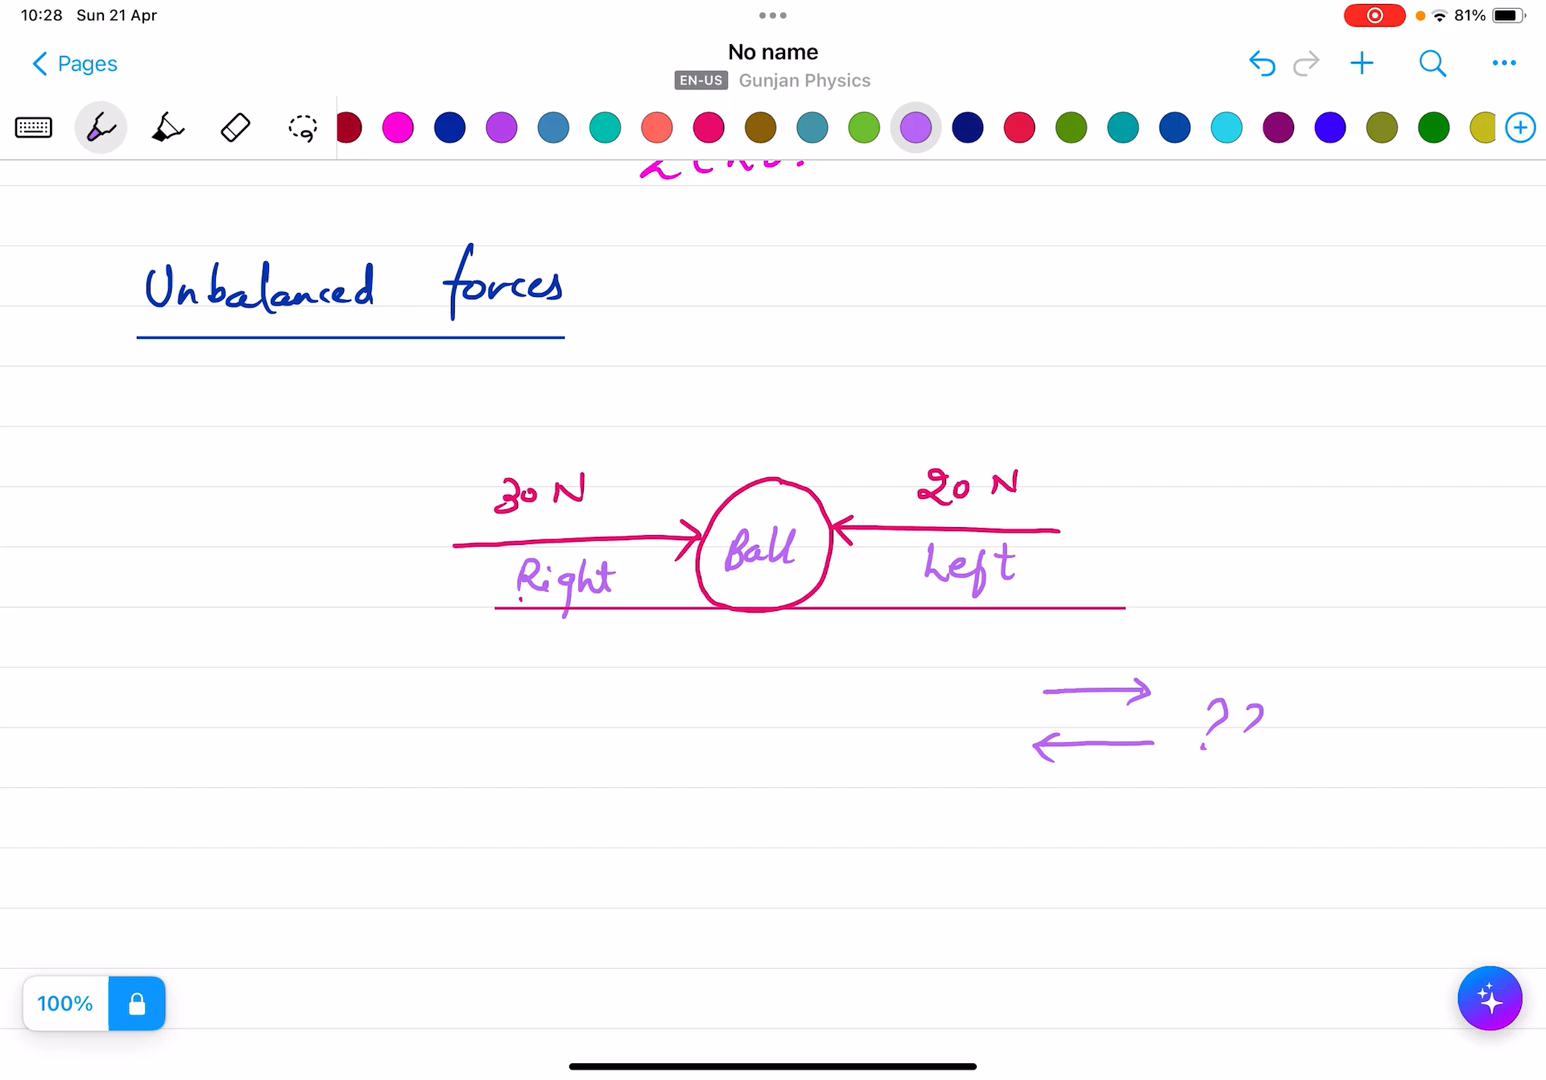 10:28 Sun 21 Apr
81%
Pages
No name
EN-US Gunjan Physics
Unbalanced forces
30 N
20 N
Ball
Right
Left
??
100%